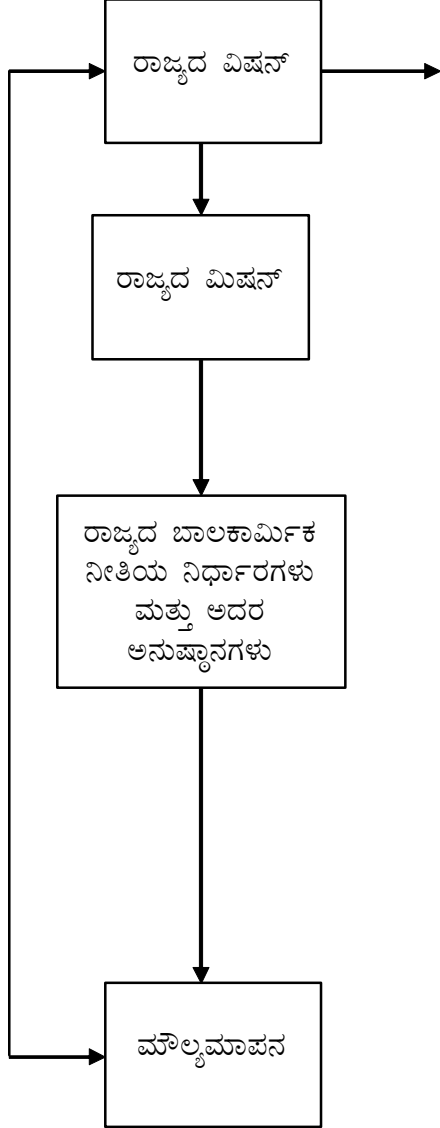 ರಾಜ್ಯದ ವಿಷನ್
ರಾಜ್ಯದ ಮಿಷನ್
ರಾಜ್ಯದ ಬಾಲಕಾರ್ಮಿಕ
ನೀತಿಯ ನಿರ್ಧಾರಗಳು
ಮತ್ತು ಅದರ
ಅನುಷ್ಠಾನಗಳು
ಮೌಲ್ಯಮಾಪನ